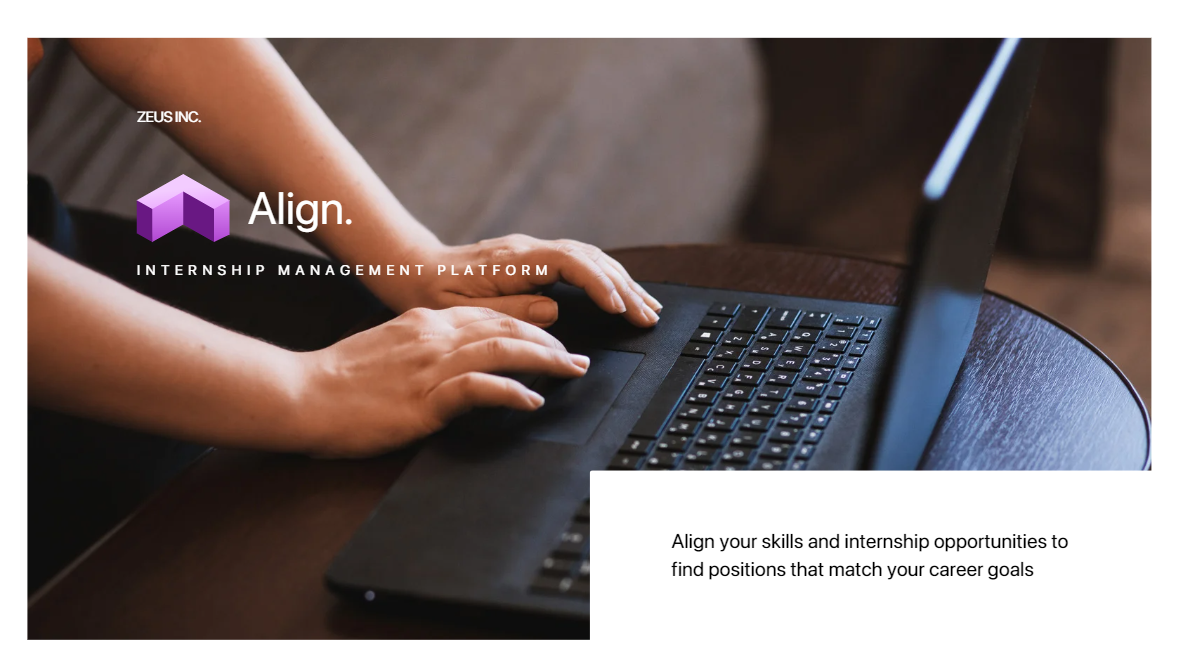 ZEUS INC.
Align.
INTERNSHIP MANAGEMENT PLATFORM
Align your skills and internship opportunities to
find positions that match your career goals